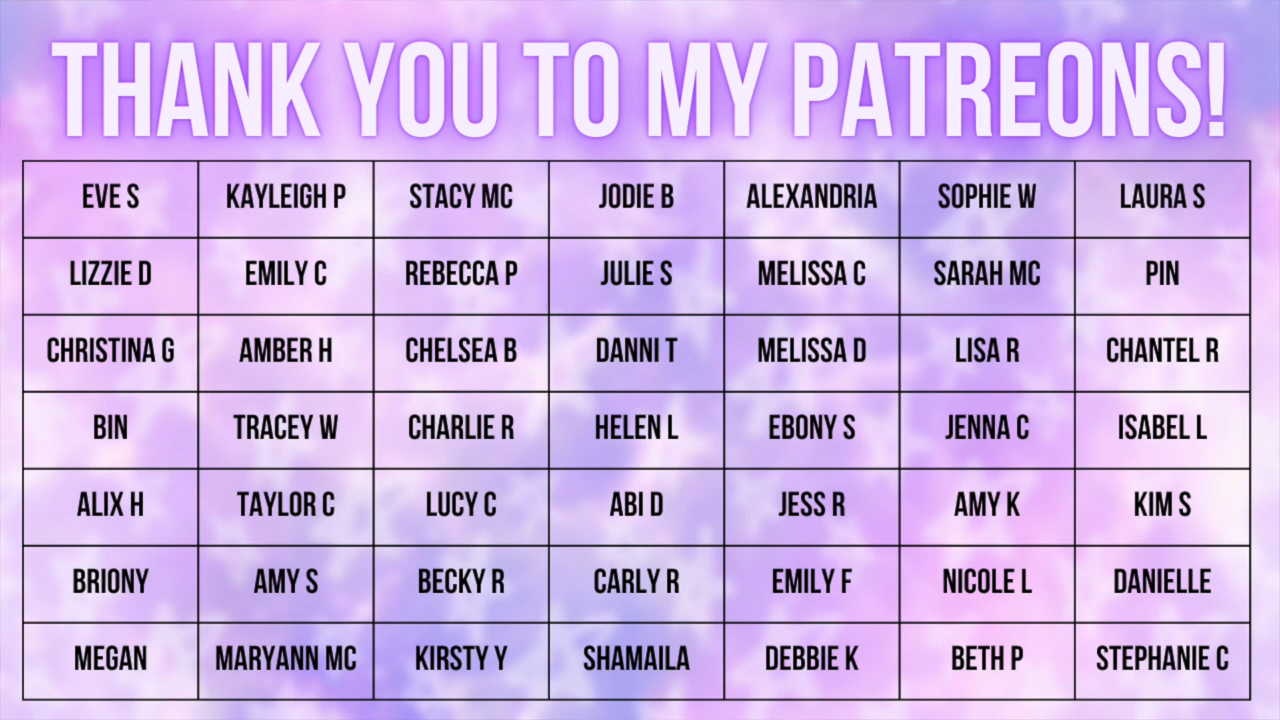 THANK YOU TO MY PATREONS!
EVE S KAYLEIGH P STACY MC JODIE B ALEXANDRIA SOPHIE W LAURA S
LIZZIE D EMILY C REBECCA P JULIE S MELISSA C SARAH MC PIN
CHRISTINA G AMBER H CHELSEA B DANNI T MELISSA D LISA R CHANTEL R
BIN TRACEY W CHARLIE R HELEN L EBONY S JENNA C ISABEL L
ALIX H TAYLOR C LUCY C ABI D JESS R AMY K KIM S
BRIONY AMY S BECKY R CARLY R EMILY F NICOLE L DANIELLE
MEGAN MARYANN MC KIRSTY Y SHAMAILA DEBBIE K BETH P STEPHANIE C